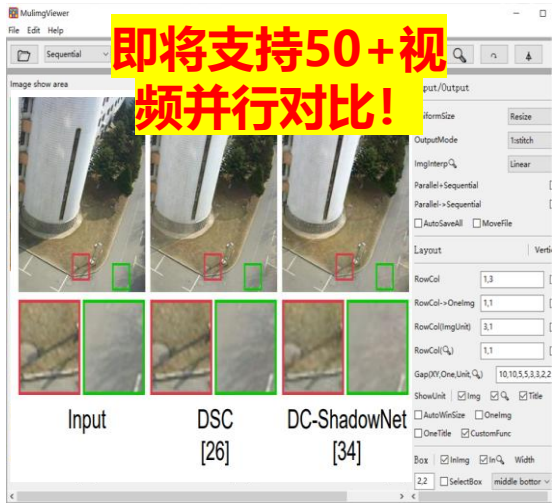 MulimgViewer
File Edit Help
Sequential
即将支持50+视
频并行对比！
Image show area
put/Output
iformSize Resize
OutputMode 1:stitch
ImgInterp🔍 Linear
Parallel+Sequential
Parallel->Sequential
AutoSaveAll MoveFile
Layout Verti
RowCol 1,3
RowCol->OneImg 1,1
RowCol(ImgUnit) 3,1
RowCol(🔍) 1,1
Gap(XY,One,Unit,🔍) 10,10,5,5,3,3,2,2
ShowUnit Img 🔍 Title
AutoWinSize OneImg
OneTitle CustomFunc
Box InImg In🔍 Width
2,2 SelectBox middle bottor
Input DSC DC-ShadowNet
[26] [34]